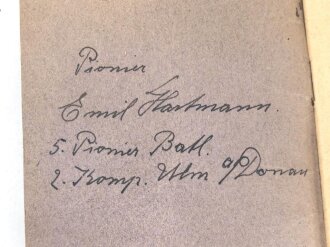 Pionier
Emil Hartmann.
5. Pionier Batl.
2. Komp. Ulm a/Donau